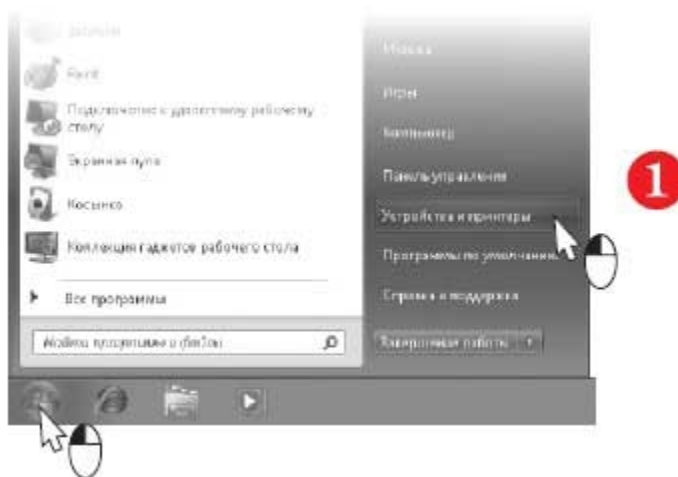 Paint
Подключение к удаленному рабочему
столу
Экранная лупа
Косынка
Коллекция гаджетов рабочего стола
Все программы
Найти программы и файлы
Музыка
Игры
Компьютер
Панель управления
Устройства и принтеры
Программы по умолчанию
Справка и поддержка
Завершение работы
1